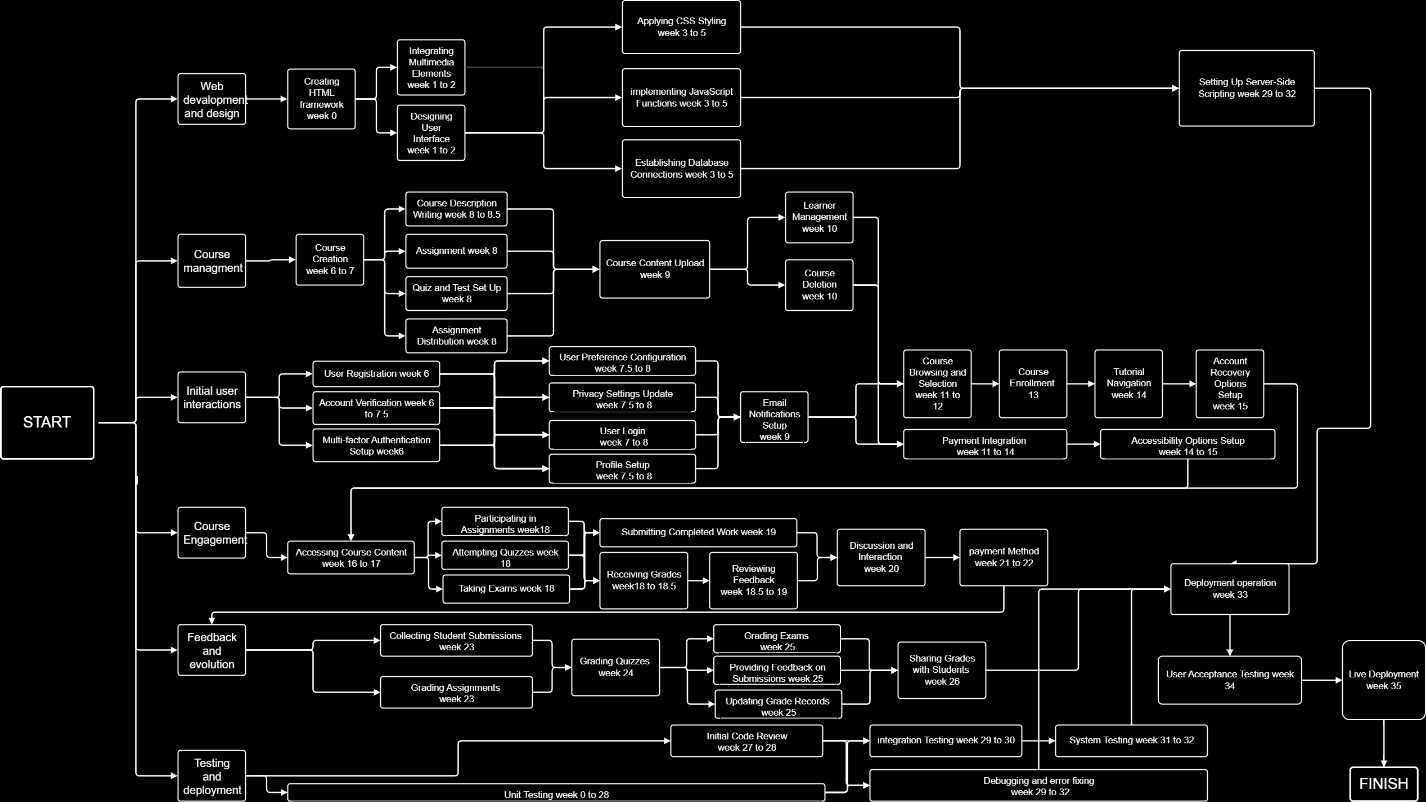 Applying CSS Styling
week 3 to 5
Integrating
Multimedia
Elements
week 1 to 2
Setting Up Server-Side
Scripting week 29 to 32
Web
devalopment
and design
Creating
HTML
framework
week 0
implementing JavaScript
Functions week 3 to 5
Designing
User
Interface
week 1 to 2
Establishing Database
Connections week 3 to 5
Course Description
Writing week 8 to 8.5
Learner
Management
week 10
Course
managment
Course
Creation
week 6 to 7
Assignment week 8
Course Content Upload
week 9
Quiz and Test Set Up
week 8
Course
Deletion
week 10
Assignment
Distribution week 8
Initial user
interactions
User Registration week 6
Account Verification week 6
to 7.5
Multi-factor Authentication
Setup week6
User Preference Configuration
week 7.5 to 8
Privacy Settings Update
week 7.5 to 8
User Login
week 7 to 8
Profile Setup
week 7.5 to 8
Email
Notifications
Setup
week 9
Course
Browsing and
Selection
week 11 to
12
Course
Enrollment
13
Tutorial
Navigation
week 14
Account
Recovery
Options
Setup
week 15
Payment Integration
week 11 to 14
Accessibility Options Setup
week 14 to 15
START
Course
Engagement
Accessing Course Content
week 16 to 17
Participating in
Assignments week18
Attempting Quizzes week
18
Taking Exams week 18
Submitting Completed Work week 19
Receiving Grades
week18 to 18.5
Reviewing
Feedback
week 18.5 to 19
Discussion and
Interaction
week 20
payment Method
week 21 to 22
Deployment operation
week 33
Feedback
and
evolution
Collecting Student Submissions
week 23
Grading Assignments
week 23
Grading Quizzes
week 24
Grading Exams
week 25
Providing Feedback on
Submissions week 25
Updating Grade Records
week 25
Sharing Grades
with Students
week 26
User Acceptance Testing week
34
Live Deployment
week 35
Testing
and
deployment
Initial Code Review
week 27 to 28
Unit Testing week 0 to 28
integration Testing week 29 to 30
System Testing week 31 to 32
Debugging and error fixing
week 29 to 32
FINISH